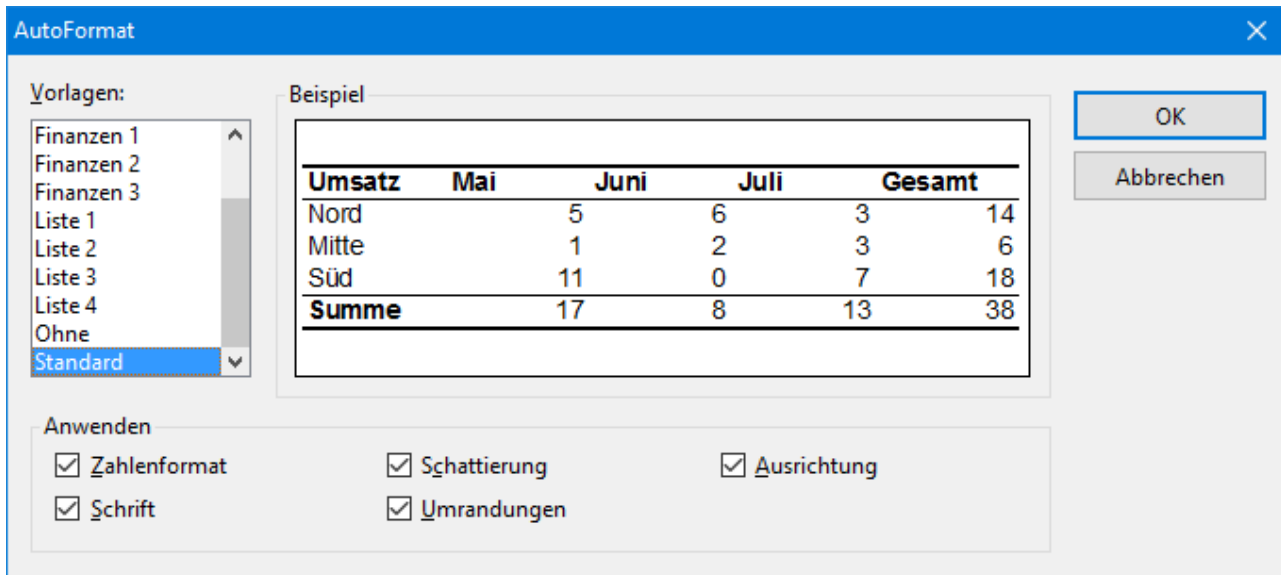 AutoFormat
Vorlagen:
Finanzen 1
Finanzen 2
Finanzen 3
Liste 1
Liste 2
Liste 3
Liste 4
Ohne
Standard
Beispiel
Umsatz Mai Juni Juli Gesamt
Nord 5 6 3 14
Mitte 1 2 3 6
Süd 11 0 7 18
Summe 17 8 13 38
OK
Abbrechen
Anwenden
Zahlenformat Schattierung Ausrichtung
Schrift Umrandungen